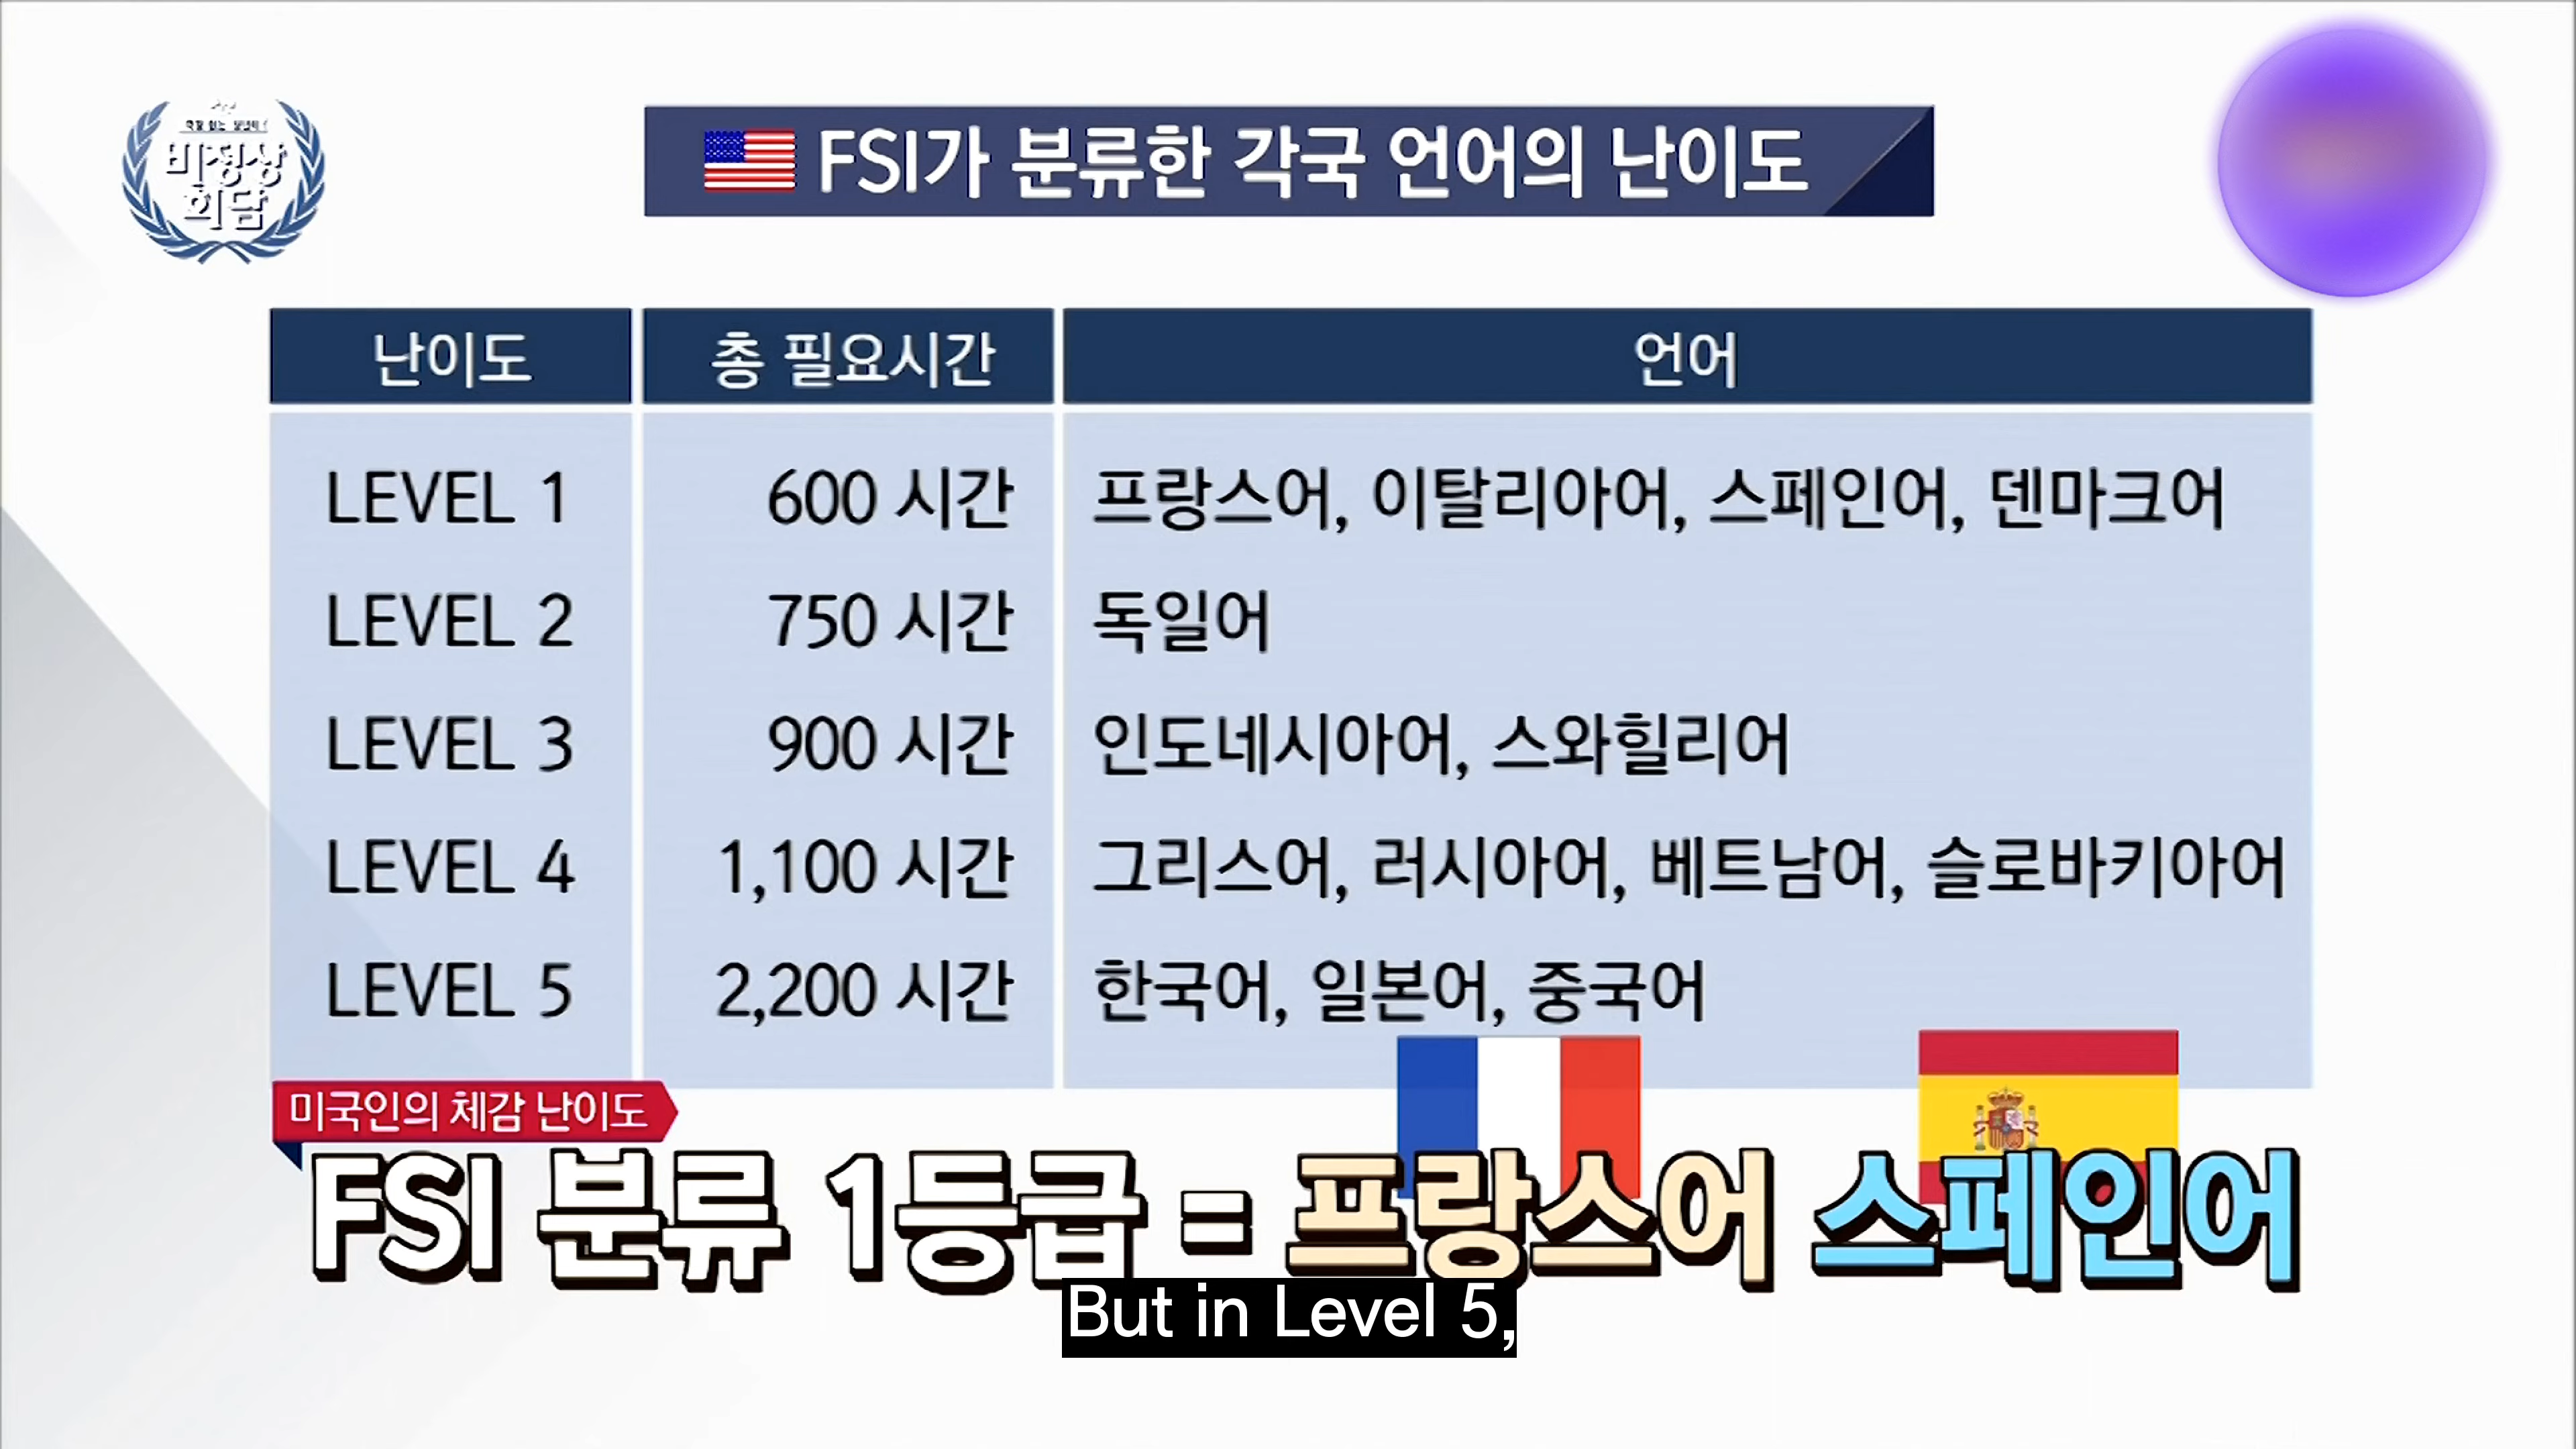 비정상
회담
FSI가 분류한 각국 언어의 난이도
난이도 총 필요시간 언어
LEVEL 1 600 시간 프랑스어, 이탈리아어, 스페인어, 덴마크어
LEVEL 2 750 시간 독일어
LEVEL 3 900 시간 인도네시아어, 스와힐리어
LEVEL 4 1,100 시간 그리스어, 러시아어, 베트남어, 슬로바키아어
LEVEL 5 2,200 시간 한국어, 일본어, 중국어
미국인의 체감 난이도
FSI 분류 1등급 = 프랑스어 스페인어
But in Level 5,